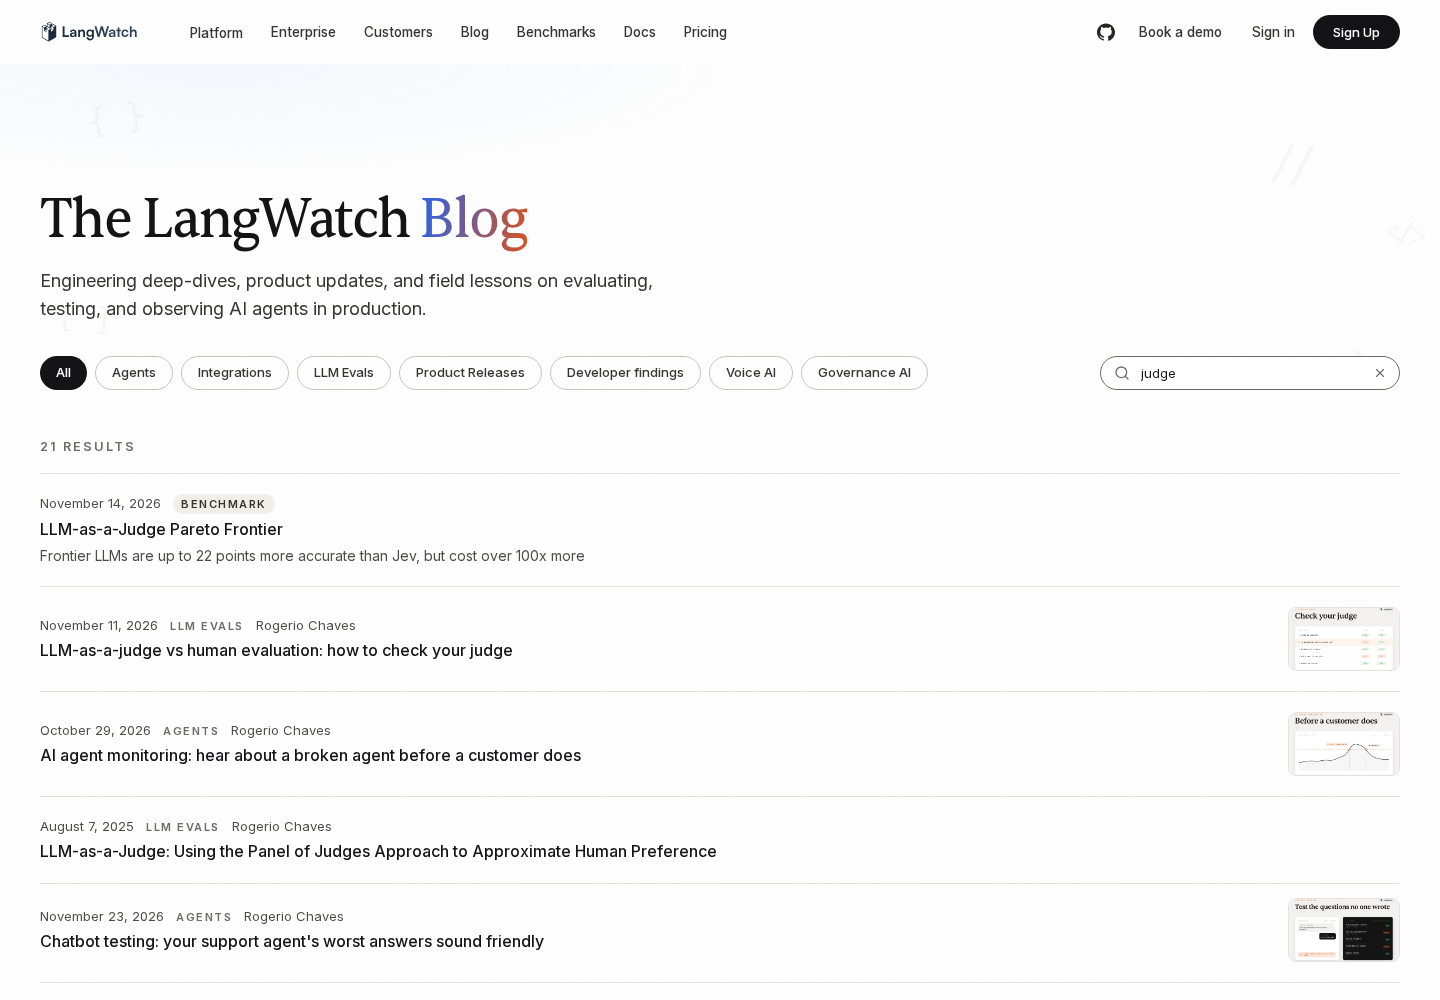 LangWatch
Platform
Enterprise
Customers
Blog
Benchmarks
Docs
Pricing
Book a demo
Sign in
Sign Up
{ }
//
</>
The LangWatch Blog
Engineering deep-dives, product updates, and field lessons on evaluating,
testing, and observing AI agents in production.
[ ]
All
Agents
Integrations
LLM Evals
Product Releases
Developer findings
Voice AI
Governance AI
judge
21 RESULTS
November 14, 2026 BENCHMARK
LLM-as-a-Judge Pareto Frontier
Frontier LLMs are up to 22 points more accurate than Jev, but cost over 100x more
November 11, 2026 LLM EVALS Rogerio Chaves
LLM-as-a-judge vs human evaluation: how to check your judge
Check your judge
October 29, 2026 AGENTS Rogerio Chaves
AI agent monitoring: hear about a broken agent before a customer does
Before a customer does
August 7, 2025 LLM EVALS Rogerio Chaves
LLM-as-a-Judge: Using the Panel of Judges Approach to Approximate Human Preference
November 23, 2026 AGENTS Rogerio Chaves
Chatbot testing: your support agent's worst answers sound friendly
Test the questions no one wrote